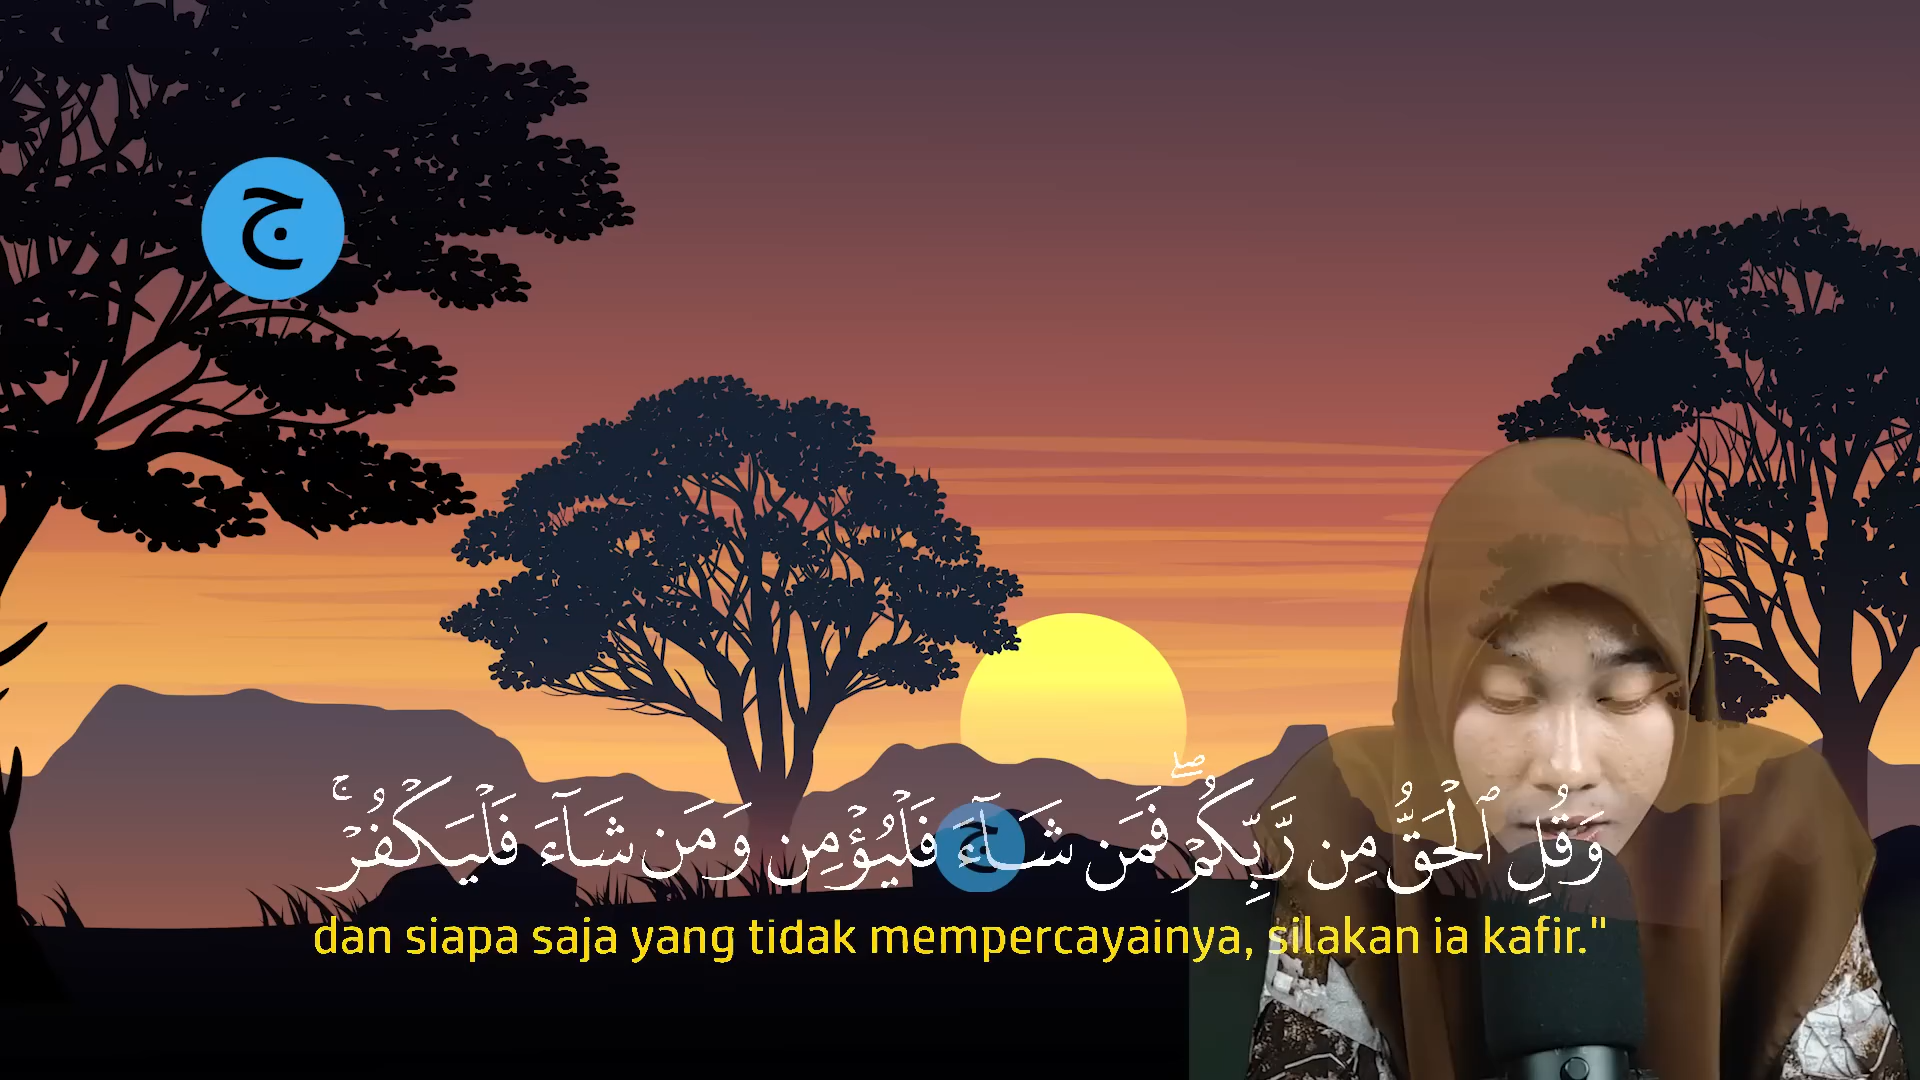 ج
وَقُلِ ٱلْحَقُّ مِن رَّبِّكُمْ ۖ فَمَن شَآءَ فَلْيُؤْمِن وَمَن شَآءَ فَلْيَكْفُرْ ۚ
ج
dan siapa saja yang tidak mempercayainya, silakan ia kafir."